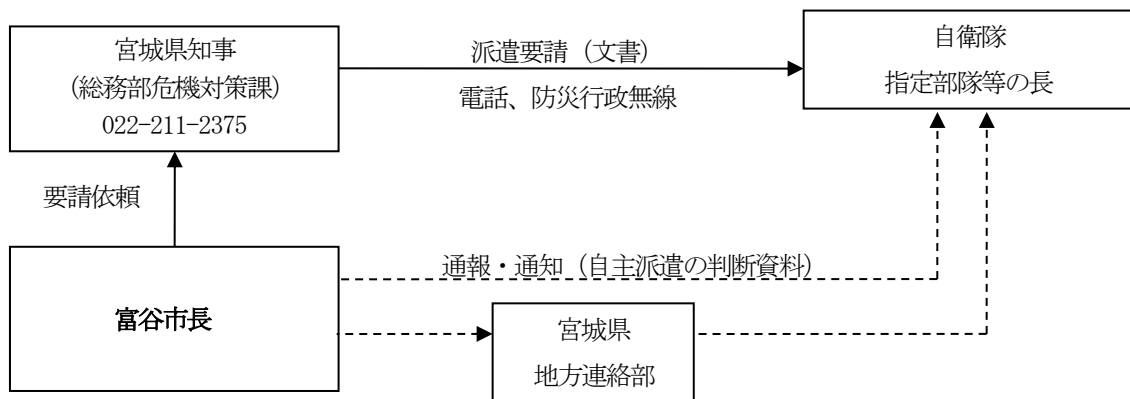 宮城県知事
(総務部危機対策課)
022-211-2375
派遣要請（文書）
電話、防災行政無線
自衛隊
指定部隊等の長
要請依頼
通報・通知（自主派遣の判断資料）
富谷市長
宮城県
地方連絡部